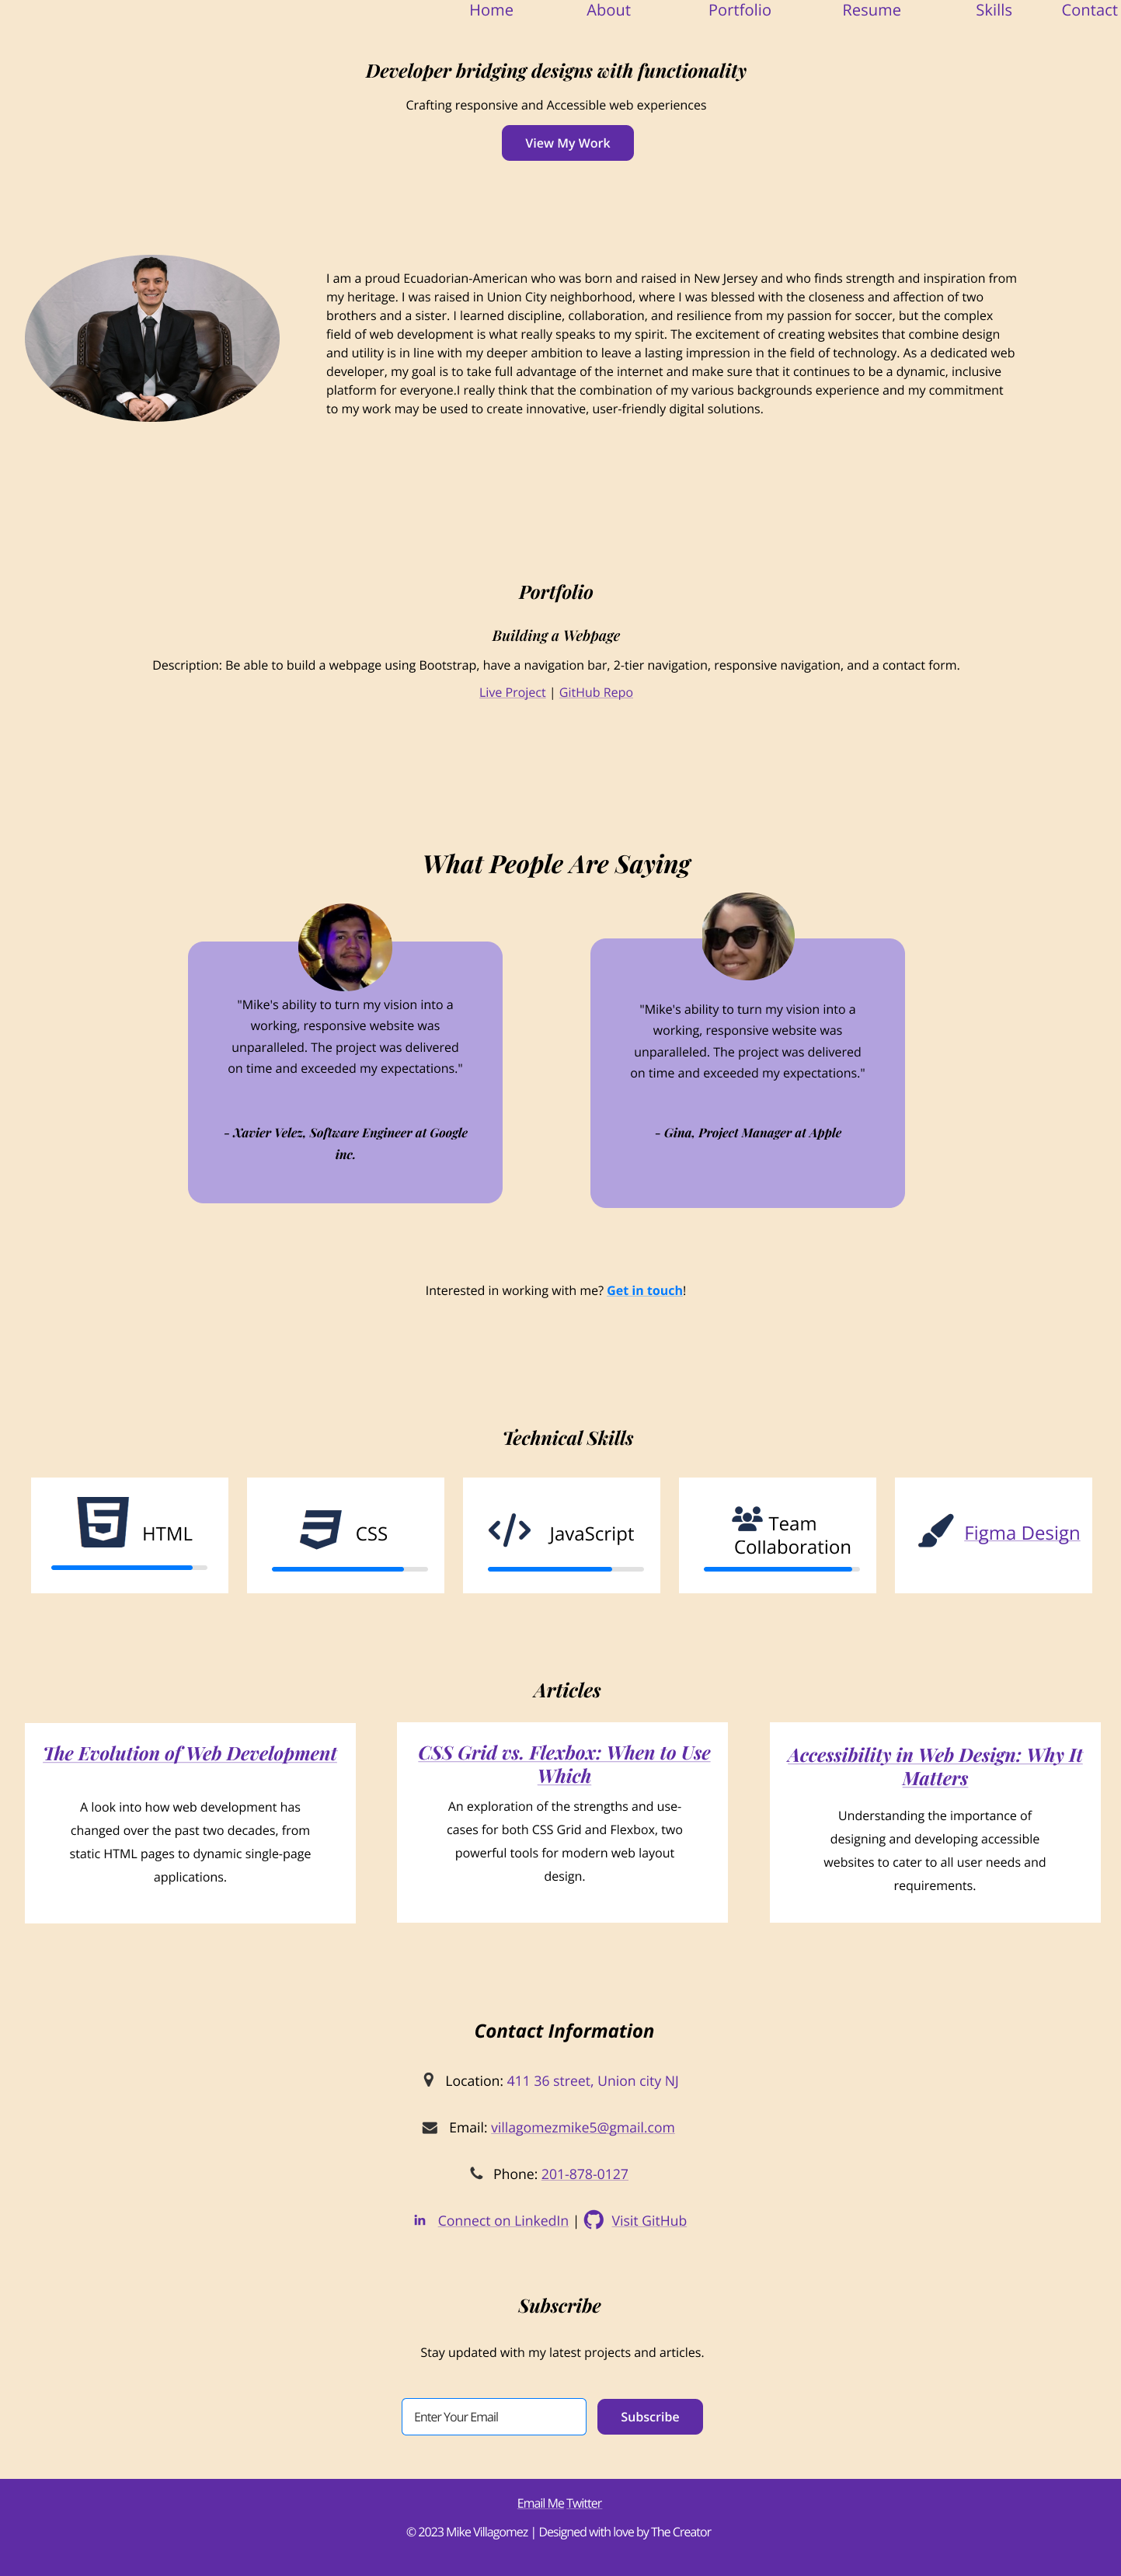 Home About Portfolio Resume Skills Contact
Developer bridging designs with functionality
Crafting responsive and Accessible web experiences
View My Work
I am a proud Ecuadorian-American who was born and raised in New Jersey and who finds strength and inspiration from
my heritage. I was raised in Union City neighborhood, where I was blessed with the closeness and affection of two
brothers and a sister. I learned discipline, collaboration, and resilience from my passion for soccer, but the complex
field of web development is what really speaks to my spirit. The excitement of creating websites that combine design
and utility is in line with my deeper ambition to leave a lasting impression in the field of technology. As a dedicated web
developer, my goal is to take full advantage of the internet and make sure that it continues to be a dynamic, inclusive
platform for everyone.I really think that the combination of my various backgrounds experience and my commitment
to my work may be used to create innovative, user-friendly digital solutions.
Portfolio
Building a Webpage
Description: Be able to build a webpage using Bootstrap, have a navigation bar, 2-tier navigation, responsive navigation, and a contact form.
Live Project | GitHub Repo
What People Are Saying
"Mike's ability to turn my vision into a
working, responsive website was
unparalleled. The project was delivered
on time and exceeded my expectations."
- Xavier Velez, Software Engineer at Google
inc.
"Mike's ability to turn my vision into a
working, responsive website was
unparalleled. The project was delivered
on time and exceeded my expectations."
- Gina, Project Manager at Apple
Interested in working with me? Get in touch!
Technical Skills
HTML
CSS
JavaScript
Team
Collaboration
Figma Design
Articles
The Evolution of Web Development
A look into how web development has
changed over the past two decades, from
static HTML pages to dynamic single-page
applications.
CSS Grid vs. Flexbox: When to Use
Which
An exploration of the strengths and use-
cases for both CSS Grid and Flexbox, two
powerful tools for modern web layout
design.
Accessibility in Web Design: Why It
Matters
Understanding the importance of
designing and developing accessible
websites to cater to all user needs and
requirements.
Contact Information
Location: 411 36 street, Union city NJ
Email: villagomezmike5@gmail.com
Phone: 201-878-0127
in Connect on LinkedIn | Visit GitHub
Subscribe
Stay updated with my latest projects and articles.
Enter Your Email Subscribe
Email Me Twitter
© 2023 Mike Villagomez | Designed with love by The Creator